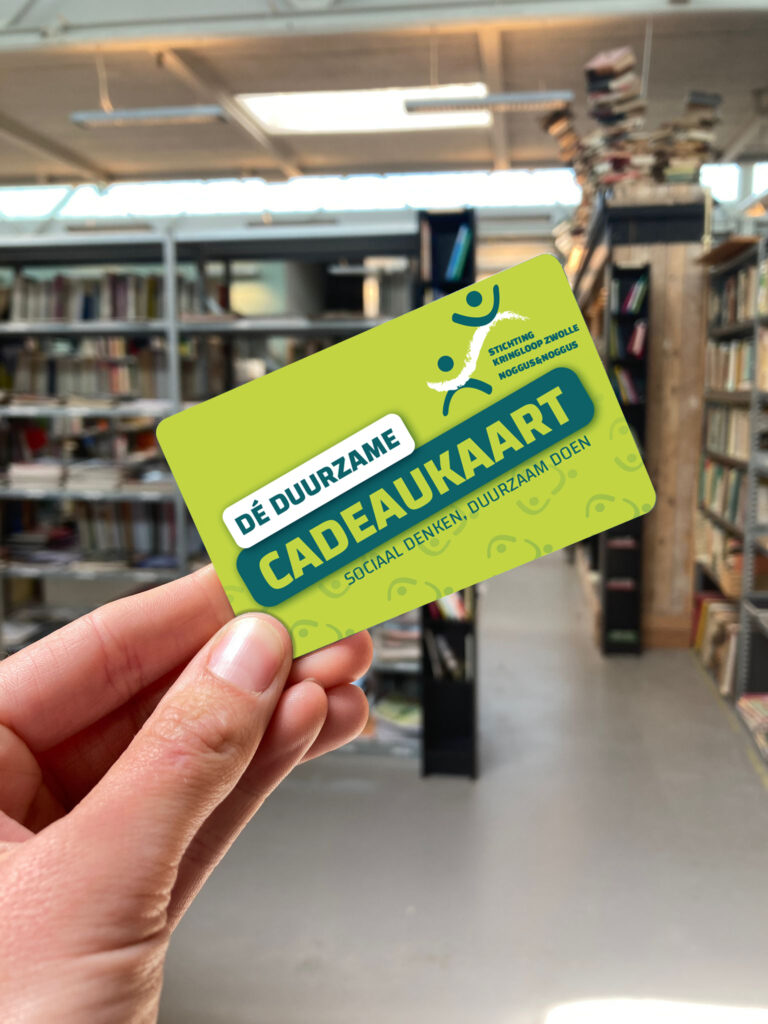 STICHTING
KRINGLOOP ZWOLLE
NOGGUS&NOGGUS
DÉ DUURZAME
CADEAUKAART
SOCIAAL DENKEN, DUURZAAM DOEN